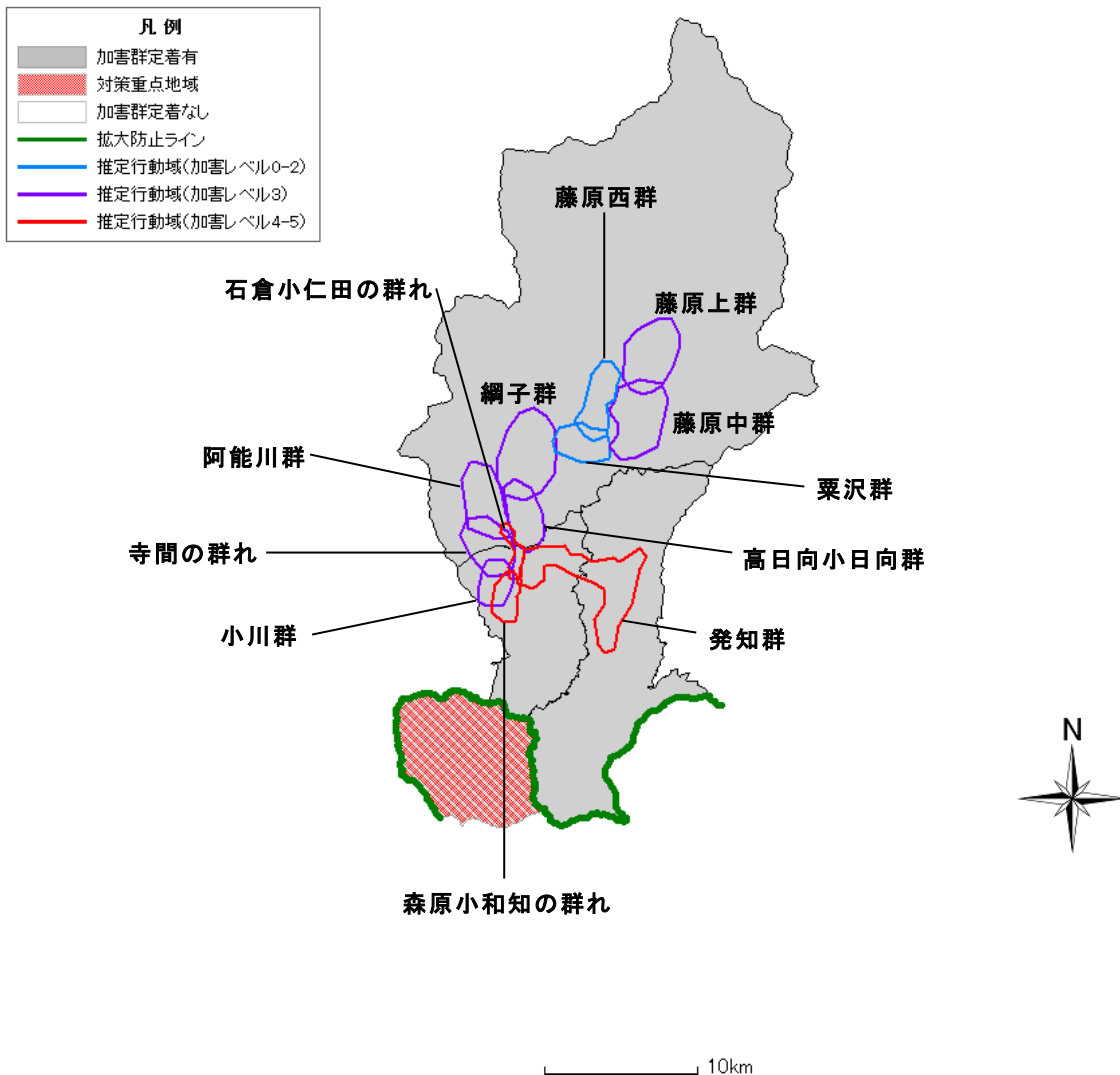 凡 例
加害群定着有
対策重点地域
加害群定着なし
拡大防止ライン
推定行動域(加害レベル0-2)
推定行動域(加害レベル3)
推定行動域(加害レベル4-5)
藤原西群
石倉小仁田の群れ
藤原上群
綱子群
藤原中群
阿能川群
粟沢群
寺間の群れ
高日向小日向群
小川群
発知群
N
森原小和知の群れ
10km